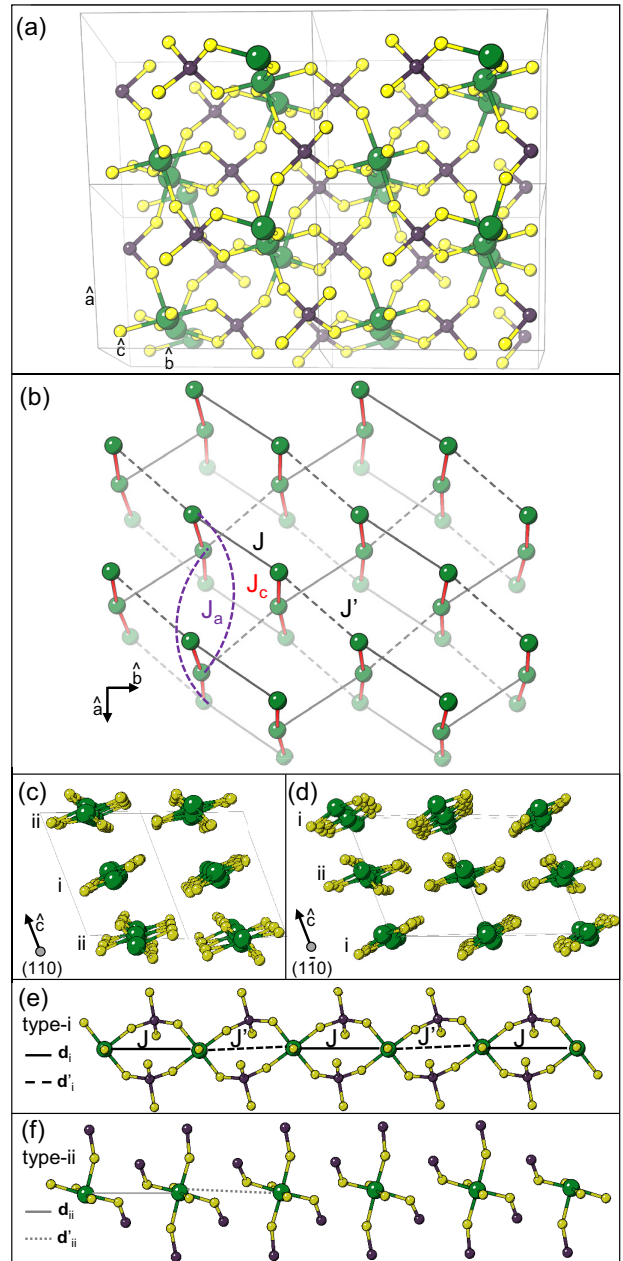 (a)
â
ĉ
b̂
(b)
J
J_c
J_a
J'
b̂
â
(c)
ii
i
ii
ĉ
(110)
(d)
i
ii
i
ĉ
(11̄0)
(e)
type-i
J J' J J' J
d_i
d'_i
(f)
type-ii
d_ii
d'_ii